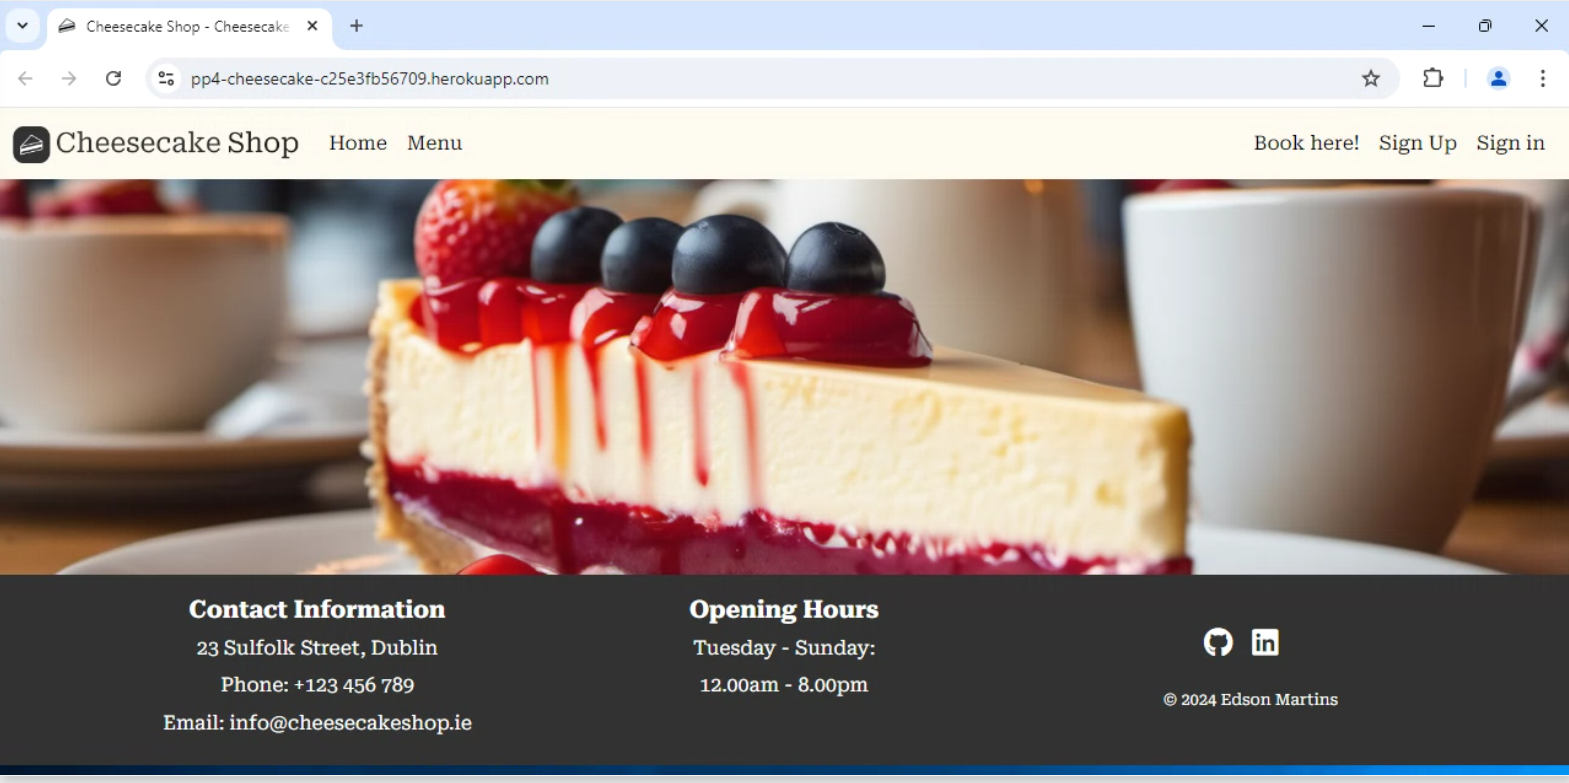 Cheesecake Shop - Cheesecake
pp4-cheesecake-c25e3fb56709.herokuapp.com
Cheesecake Shop Home Menu Book here! Sign Up Sign in
Contact Information
23 Sulfolk Street, Dublin
Phone: +123 456 789
Email: info@cheesecakeshop.ie
Opening Hours
Tuesday - Sunday:
12.00am - 8.00pm
in
© 2024 Edson Martins